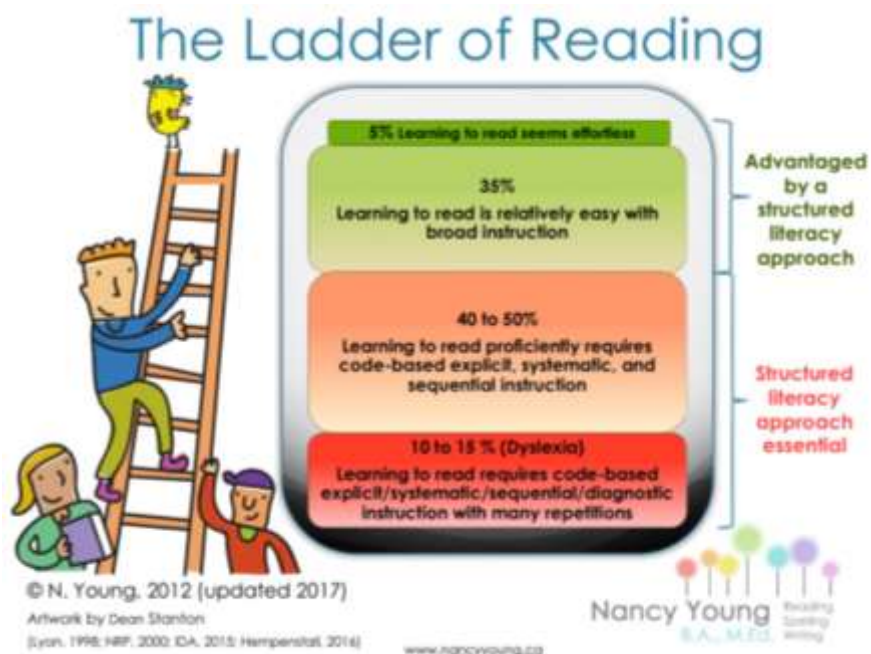 The Ladder of Reading
5% Learning to read seems effortless
35%
Learning to read is relatively easy with
broad instruction
40 to 50%
Learning to read proficiently requires
code-based explicit, systematic, and
sequential instruction
10 to 15 % (Dyslexia)
Learning to read requires code-based
explicit/systematic/sequential/diagnostic
instruction with many repetitions
Advantaged
by a
structured
literacy
approach
Structured
literacy
approach
essential
© N. Young, 2012 (updated 2017)
Artwork by Dean Stanton
(Lyon, 1998; NRP, 2000; IDA, 2015; Hempenstall, 2016)
www.nancyyoung.ca
Nancy Young
B.A., M.Ed.
Reading
Spelling
Writing